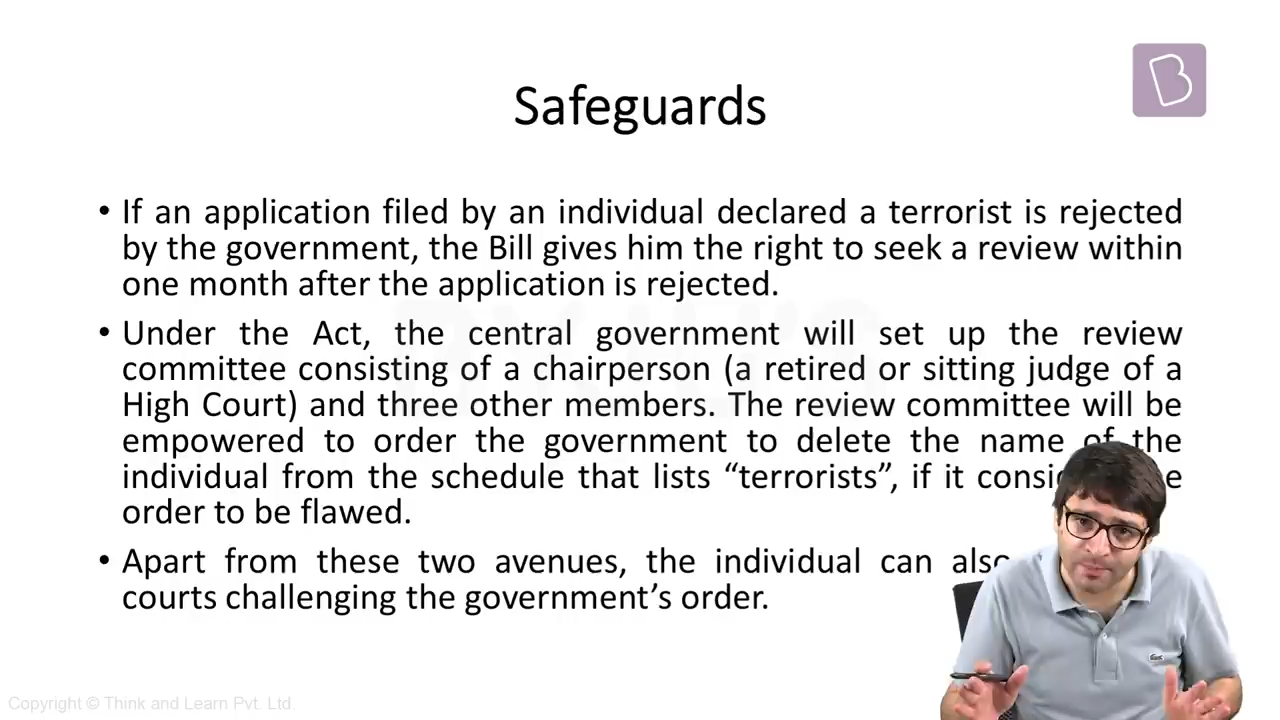 Safeguards
• If an application filed by an individual declared a terrorist is rejected
by the government, the Bill gives him the right to seek a review within
one month after the application is rejected.
• Under the Act, the central government will set up the review
committee consisting of a chairperson (a retired or sitting judge of a
High Court) and three other members. The review committee will be
empowered to order the government to delete the name of the
individual from the schedule that lists “terrorists”, if it
order to be flawed.
• Apart from these two avenues, the individual can also
courts challenging the government’s order.
Copyright © Think and Learn Pvt. Ltd.